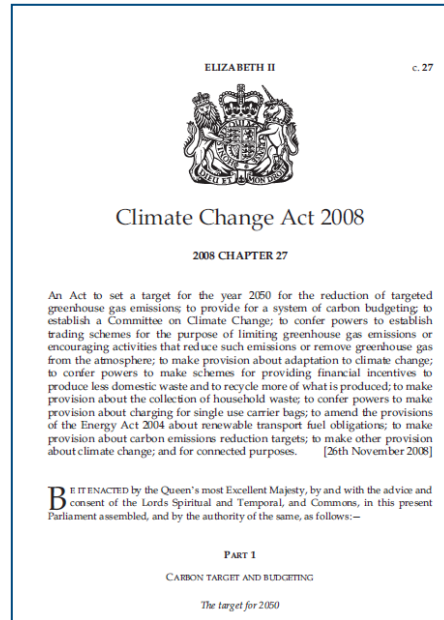 ELIZABETH II c. 27
DIEU ET MON DROIT
Climate Change Act 2008
2008 CHAPTER 27
An Act to set a target for the year 2050 for the reduction of targeted
greenhouse gas emissions; to provide for a system of carbon budgeting; to
establish a Committee on Climate Change; to confer powers to establish
trading schemes for the purpose of limiting greenhouse gas emissions or
encouraging activities that reduce such emissions or remove greenhouse gas
from the atmosphere; to make provision about adaptation to climate change;
to confer powers to make schemes for providing financial incentives to
produce less domestic waste and to recycle more of what is produced; to make
provision about the collection of household waste; to confer powers to make
provision about charging for single use carrier bags; to amend the provisions
of the Energy Act 2004 about renewable transport fuel obligations; to make
provision about carbon emissions reduction targets; to make other provision
about climate change; and for connected purposes. [26th November 2008]
BE IT ENACTED by the Queen's most Excellent Majesty, by and with the advice and
consent of the Lords Spiritual and Temporal, and Commons, in this present
Parliament assembled, and by the authority of the same, as follows:—
PART 1
CARBON TARGET AND BUDGETING
The target for 2050